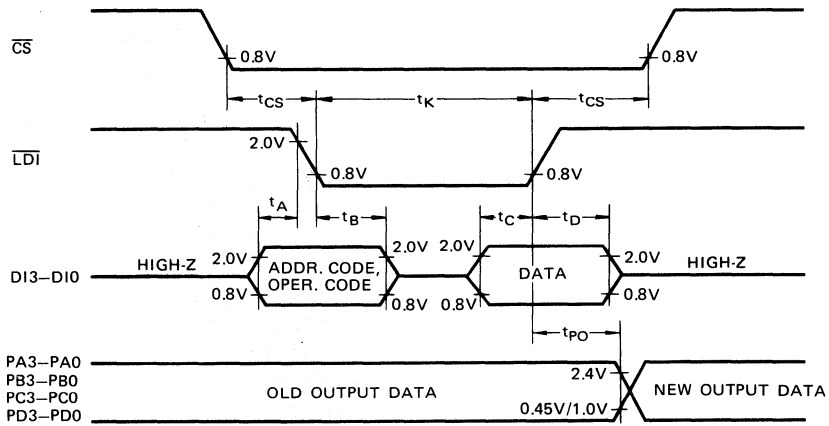 CS
0.8V
0.8V
tCS
tK
tCS
LDI
2.0V
0.8V
0.8V
tA
tB
tC
tD
DI3–DI0
HIGH-Z
2.0V
0.8V
ADDR. CODE,
OPER. CODE
2.0V
0.8V
2.0V
0.8V
DATA
2.0V
0.8V
HIGH-Z
tPO
PA3–PA0
PB3–PB0
PC3–PC0
PD3–PD0
OLD OUTPUT DATA
2.4V
0.45V/1.0V
NEW OUTPUT DATA